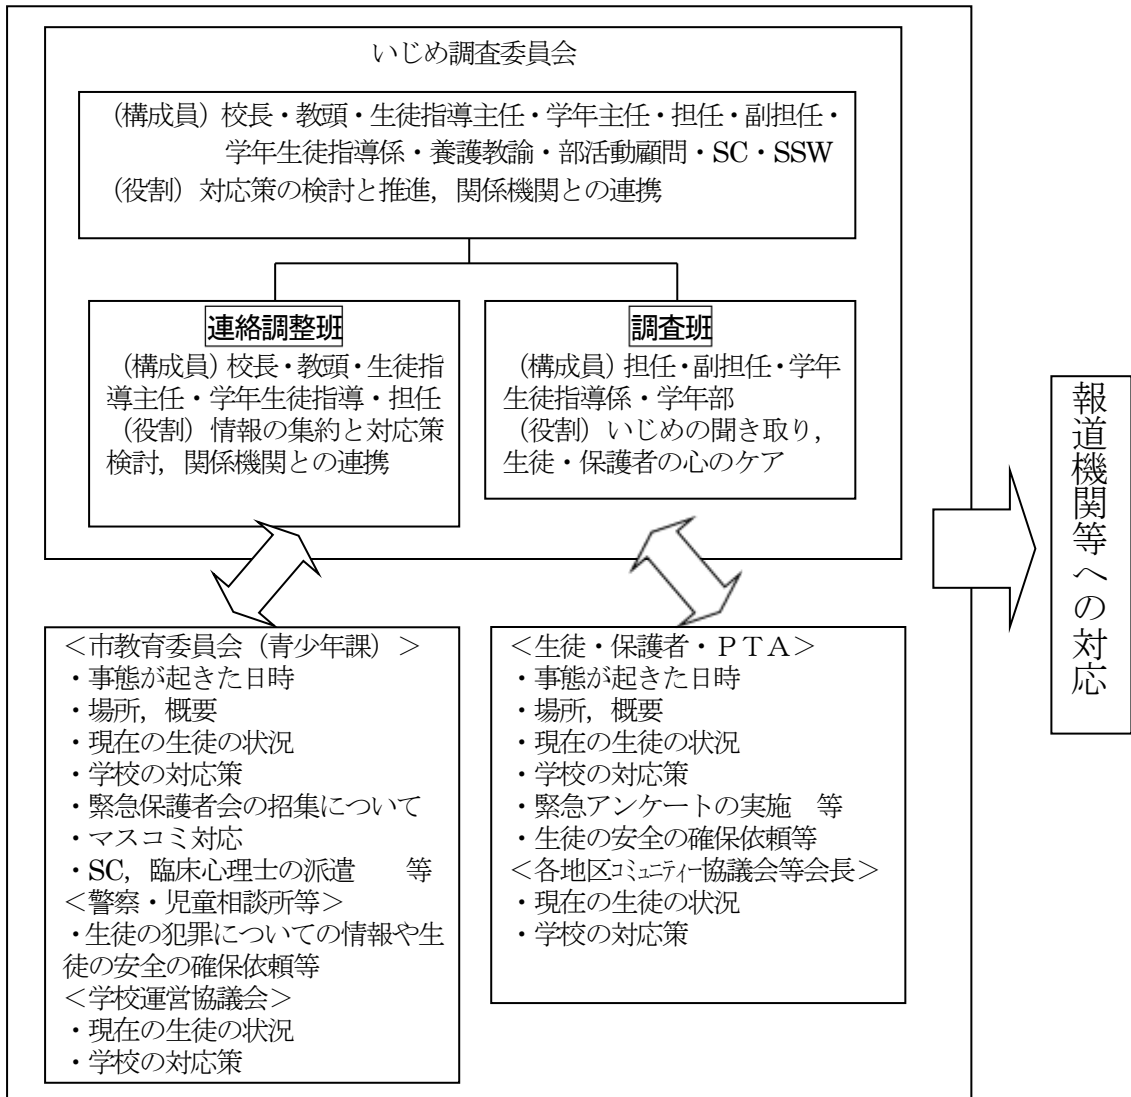 いじめ調査委員会
（構成員）校長・教頭・生徒指導主任・学年主任・担任・副担任・
学年生徒指導係・養護教諭・部活動顧問・SC・SSW
（役割）対応策の検討と推進，関係機関との連携
連絡調整班
（構成員）校長・教頭・生徒指
導主任・学年生徒指導・担任
（役割）情報の集約と対応策
検討，関係機関との連携
調査班
（構成員）担任・副担任・学年
生徒指導係・学年部
（役割）いじめの聞き取り，
生徒・保護者の心のケア
＜市教育委員会（青少年課）＞
・事態が起きた日時
・場所，概要
・現在の生徒の状況
・学校の対応策
・緊急保護者会の招集について
・マスコミ対応
・SC，臨床心理士の派遣　等
＜警察・児童相談所等＞
・生徒の犯罪についての情報や生
徒の安全の確保依頼等
＜学校運営協議会＞
・現在の生徒の状況
・学校の対応策
＜生徒・保護者・ＰＴＡ＞
・事態が起きた日時
・場所，概要
・現在の生徒の状況
・学校の対応策
・緊急アンケートの実施　等
・生徒の安全の確保依頼等
＜各地区コミュニティー協議会等会長＞
・現在の生徒の状況
・学校の対応策
報道機関等への対応